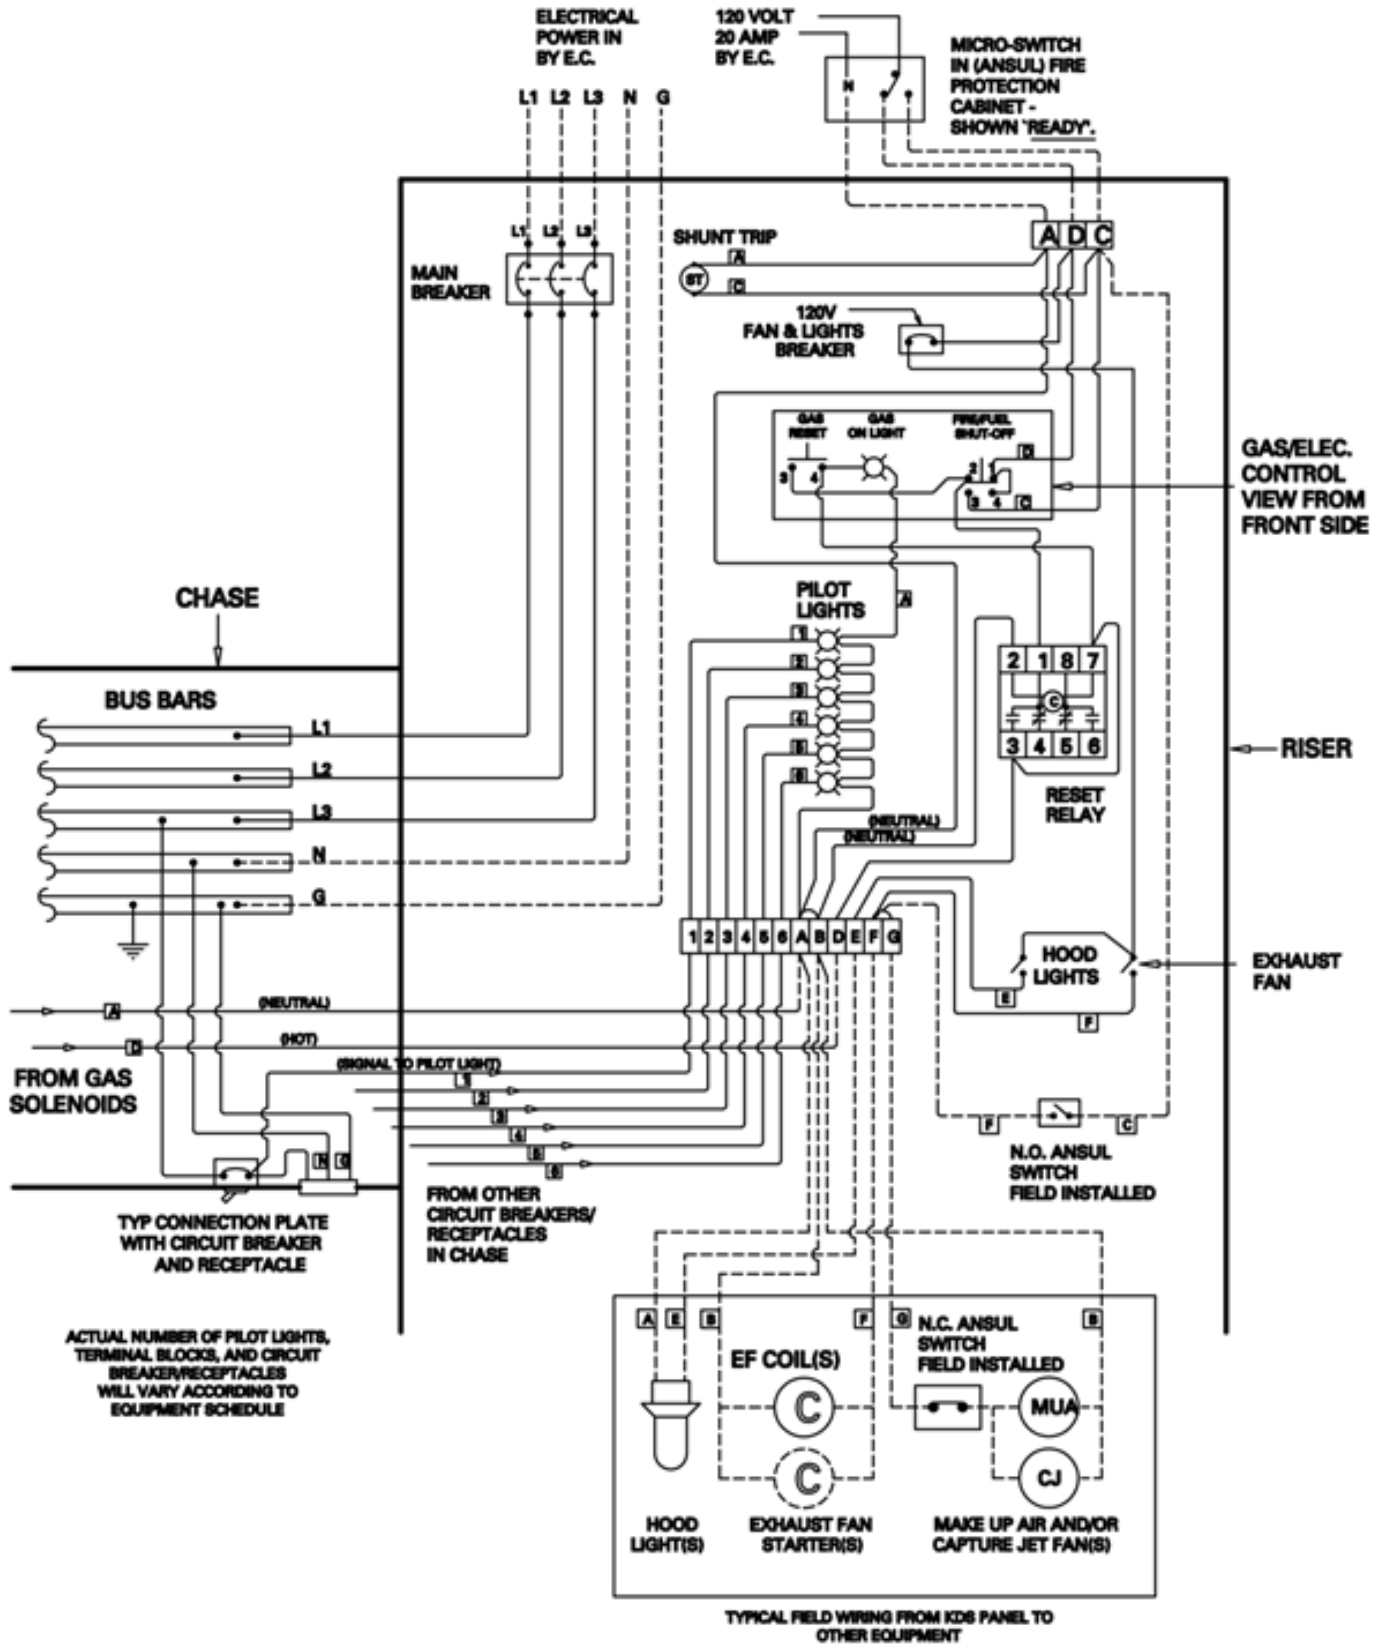 ELECTRICAL
POWER IN
BY E.C.
120 VOLT
20 AMP
BY E.C.
MICRO-SWITCH
IN (ANSUL) FIRE
PROTECTION
CABINET -
SHOWN "READY".
N
L1 L2 L3 N G
L1 L2 L3
MAIN
BREAKER
SHUNT TRIP
ST
A
C
A D C
120V
FAN & LIGHTS
BREAKER
GAS
RESET
GAS
ON LIGHT
FIRE/FUEL
SHUT-OFF
3 4
2 1
3 4
D
C
GAS/ELEC.
CONTROL
VIEW FROM
FRONT SIDE
CHASE
PILOT
LIGHTS
A
1
2
3
4
5
6
2 1 8 7
C
3 4 5 6
RESET
RELAY
RISER
BUS BARS
L1
L2
L3
N
G
(NEUTRAL)
(NEUTRAL)
1 2 3 4 5 6 A B D E F G
HOOD
LIGHTS
E
F
EXHAUST
FAN
A
(NEUTRAL)
D
(HOT)
FROM GAS
SOLENOIDS
(SIGNAL TO PILOT LIGHT)
1
2
3
4
5
6
N G
F
C
N.O. ANSUL
SWITCH
FIELD INSTALLED
FROM OTHER
CIRCUIT BREAKERS/
RECEPTACLES
IN CHASE
TYP CONNECTION PLATE
WITH CIRCUIT BREAKER
AND RECEPTACLE
ACTUAL NUMBER OF PILOT LIGHTS,
TERMINAL BLOCKS, AND CIRCUIT
BREAKER/RECEPTACLES
WILL VARY ACCORDING TO
EQUIPMENT SCHEDULE
A E B F G B
N.C. ANSUL
SWITCH
FIELD INSTALLED
EF COIL(S)
C
C
MUA
CJ
HOOD
LIGHT(S)
EXHAUST FAN
STARTER(S)
MAKE UP AIR AND/OR
CAPTURE JET FAN(S)
TYPICAL FIELD WIRING FROM KDS PANEL TO
OTHER EQUIPMENT